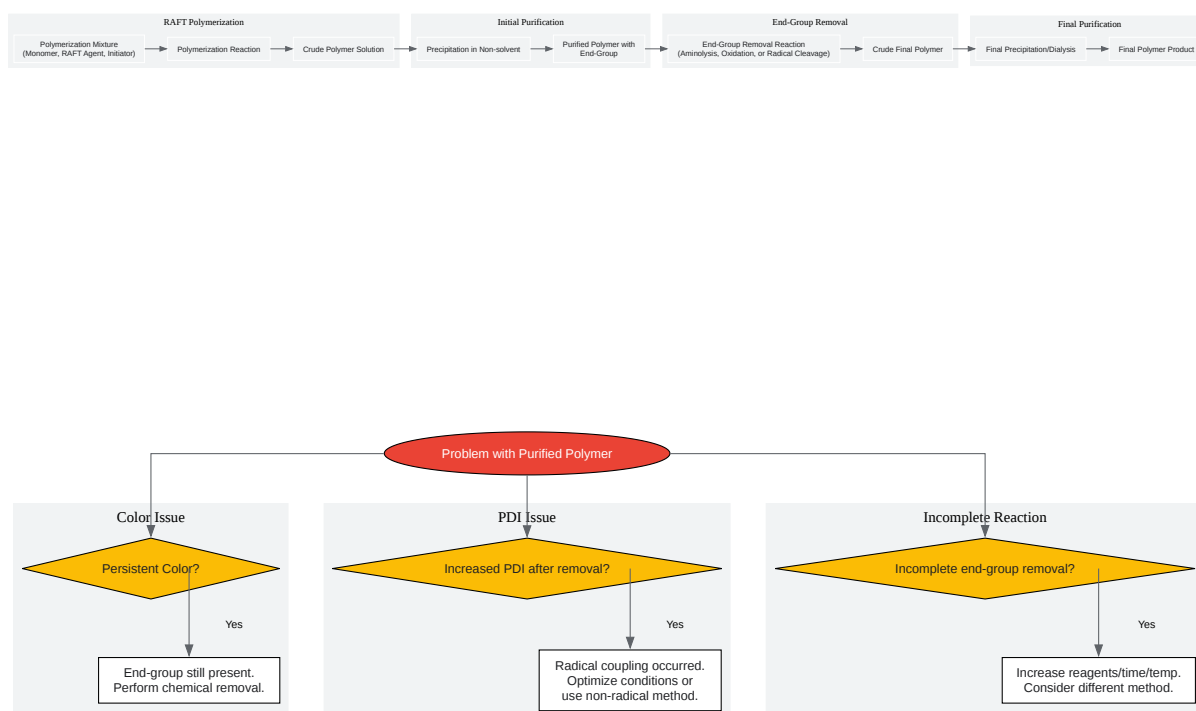 RAFT Polymerization
Polymerization Mixture
(Monomer, RAFT Agent, Initiator)
Polymerization Reaction
Crude Polymer Solution
Initial Purification
Precipitation in Non-solvent
Purified Polymer with
End-Group
End-Group Removal
End-Group Removal Reaction
(Aminolysis, Oxidation, or Radical Cleavage)
Crude Final Polymer
Final Purification
Final Precipitation/Dialysis
Final Polymer Product
Problem with Purified Polymer
Color Issue
Persistent Color?
Yes
End-group still present.
Perform chemical removal.
PDI Issue
Increased PDI after removal?
Yes
Radical coupling occurred.
Optimize conditions or
use non-radical method.
Incomplete Reaction
Incomplete end-group removal?
Yes
Increase reagents/time/temp.
Consider different method.